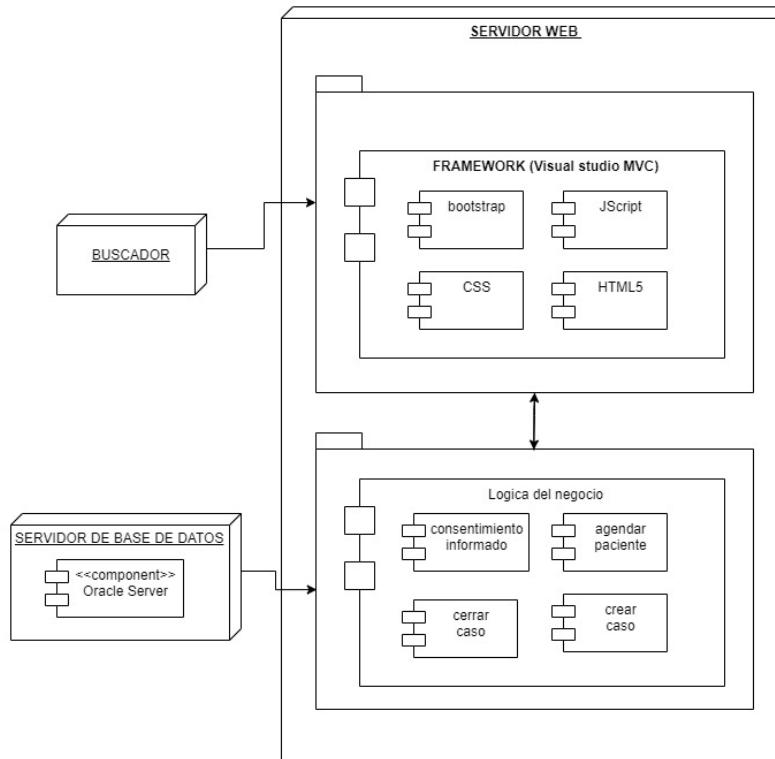 SERVIDOR WEB
FRAMEWORK (Visual studio MVC)
bootstrap
JScript
CSS
HTML5
BUSCADOR
Logica del negocio
consentimiento
informado
agendar
paciente
cerrar
caso
crear
caso
SERVIDOR DE BASE DE DATOS
<<component>>
Oracle Server